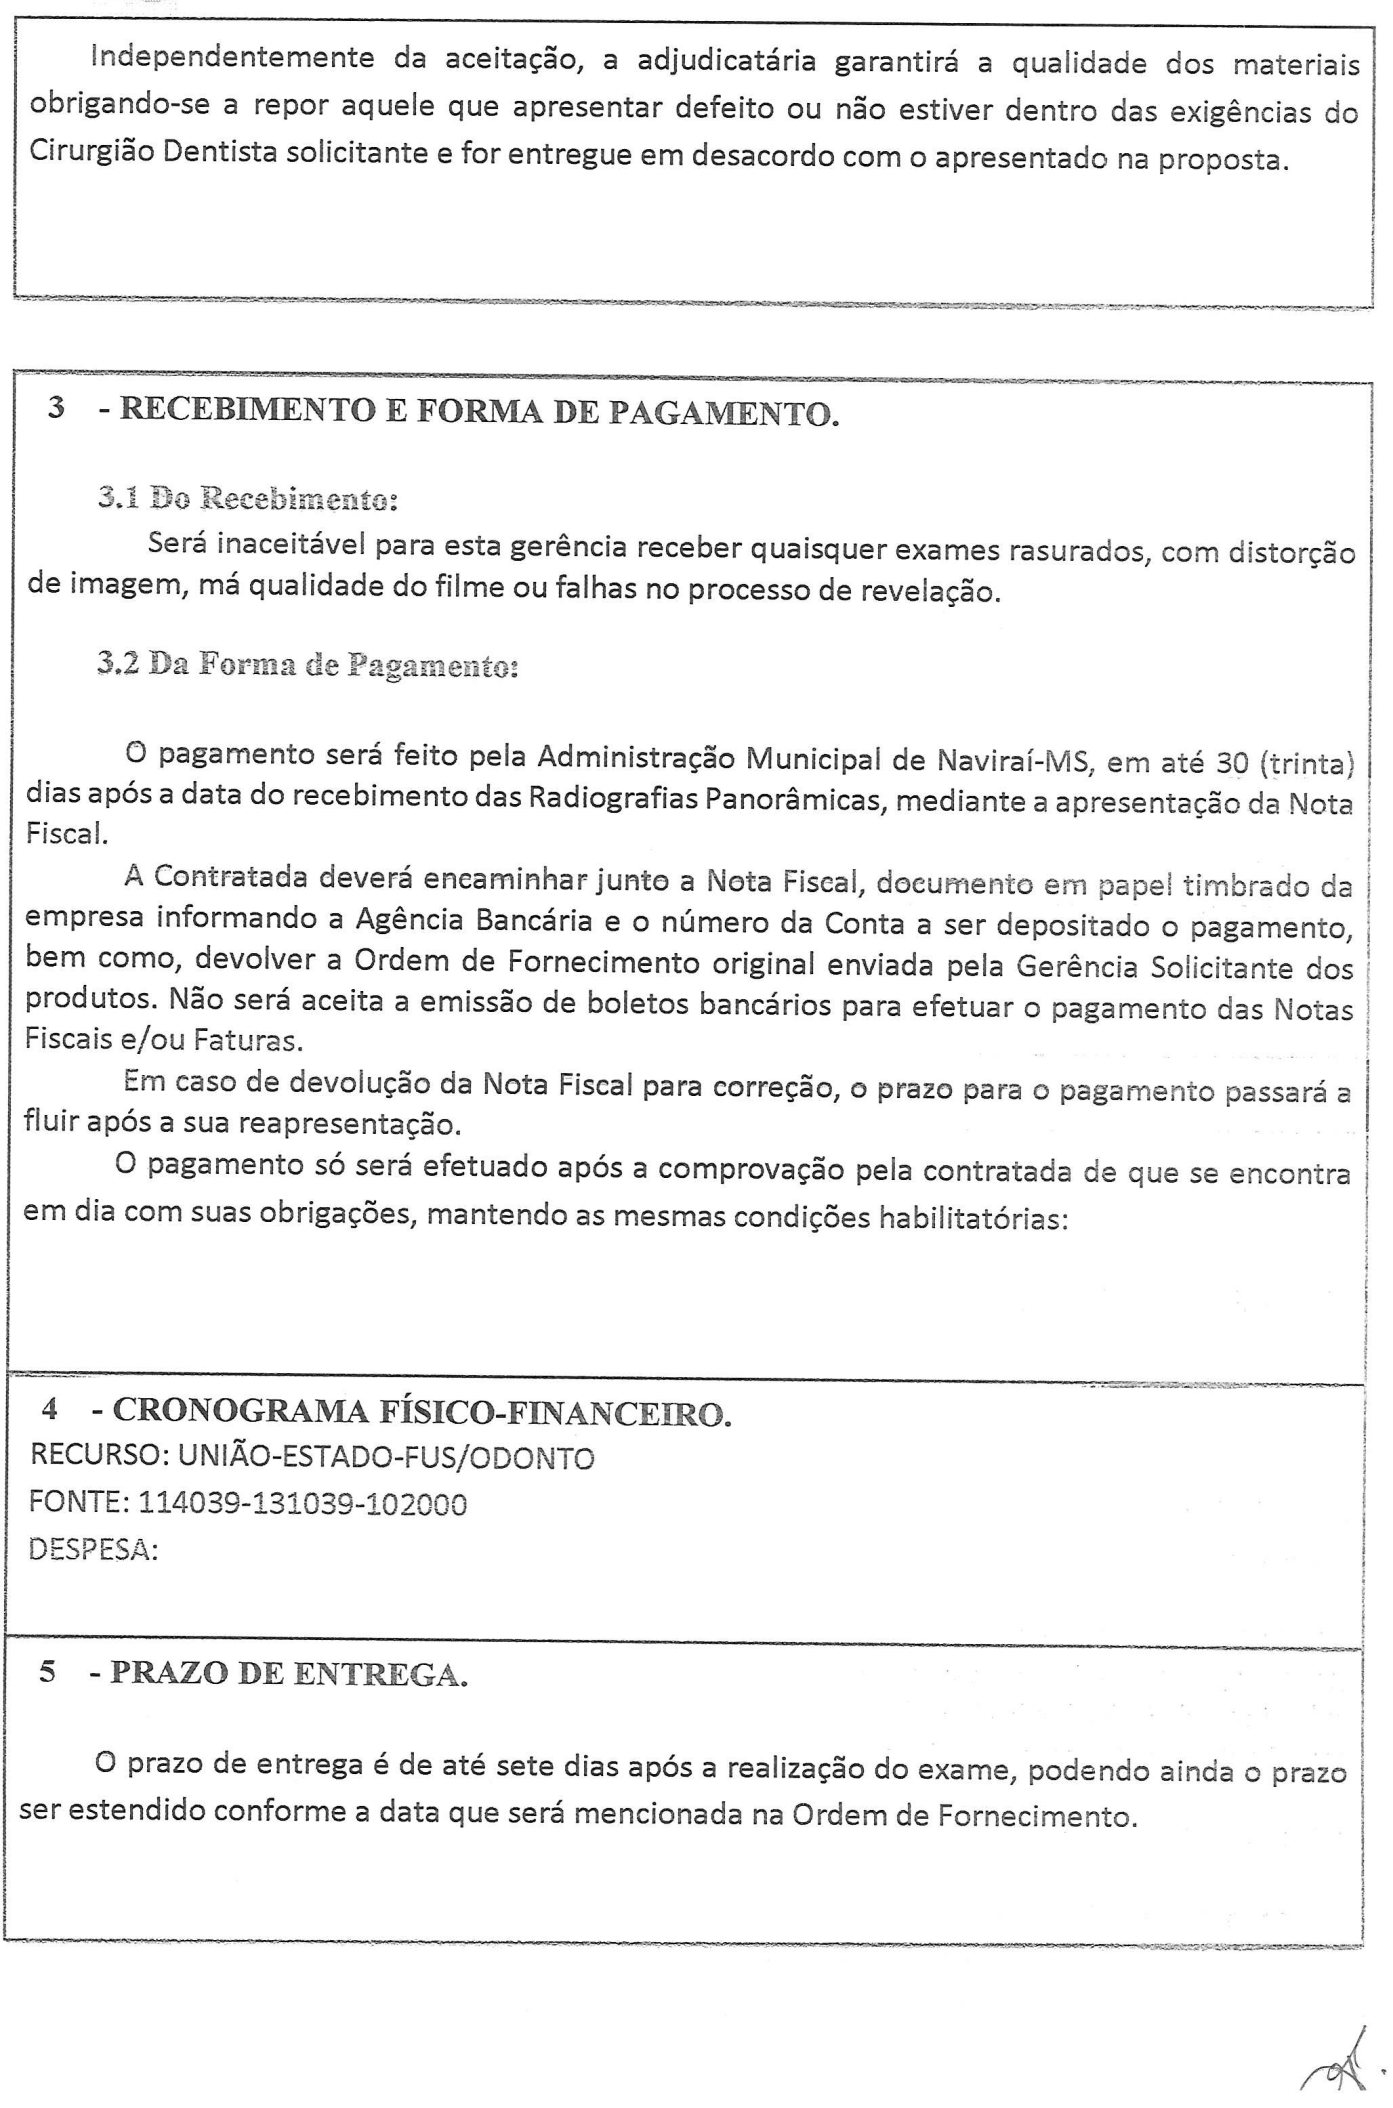 Independentemente da aceitação, a adjudicatária garantirá a qualidade dos materiais
obrigando-se a repor aquele que apresentar defeito ou não estiver dentro das exigências do
Cirurgião Dentista solicitante e for entregue em desacordo com o apresentado na proposta.
3 - RECEBIMENTO E FORMA DE PAGAMENTO.
3.1 Do Recebimento:
Será inaceitável para esta gerência receber quaisquer exames rasurados, com distorção
de imagem, má qualidade do filme ou falhas no processo de revelação.
3.2 Da Forma de Pagamento:
O pagamento será feito pela Administração Municipal de Naviraí-MS, em até 30 (trinta)
dias após a data do recebimento das Radiografias Panorâmicas, mediante a apresentação da Nota
Fiscal.
A Contratada deverá encaminhar junto a Nota Fiscal, documento em papel timbrado da
empresa informando a Agência Bancária e o número da Conta a ser depositado o pagamento,
bem como, devolver a Ordem de Fornecimento original enviada pela Gerência Solicitante dos
produtos. Não será aceita a emissão de boletos bancários para efetuar o pagamento das Notas
Fiscais e/ou Faturas.
Em caso de devolução da Nota Fiscal para correção, o prazo para o pagamento passará a
fluir após a sua reapresentação.
O pagamento só será efetuado após a comprovação pela contratada de que se encontra
em dia com suas obrigações, mantendo as mesmas condições habilitatórias:
4 - CRONOGRAMA FÍSICO-FINANCEIRO.
RECURSO: UNIÃO-ESTADO-FUS/ODONTO
FONTE: 114039-131039-102000
DESPESA:
5 - PRAZO DE ENTREGA.
O prazo de entrega é de até sete dias após a realização do exame, podendo ainda o prazo
ser estendido conforme a data que será mencionada na Ordem de Fornecimento.